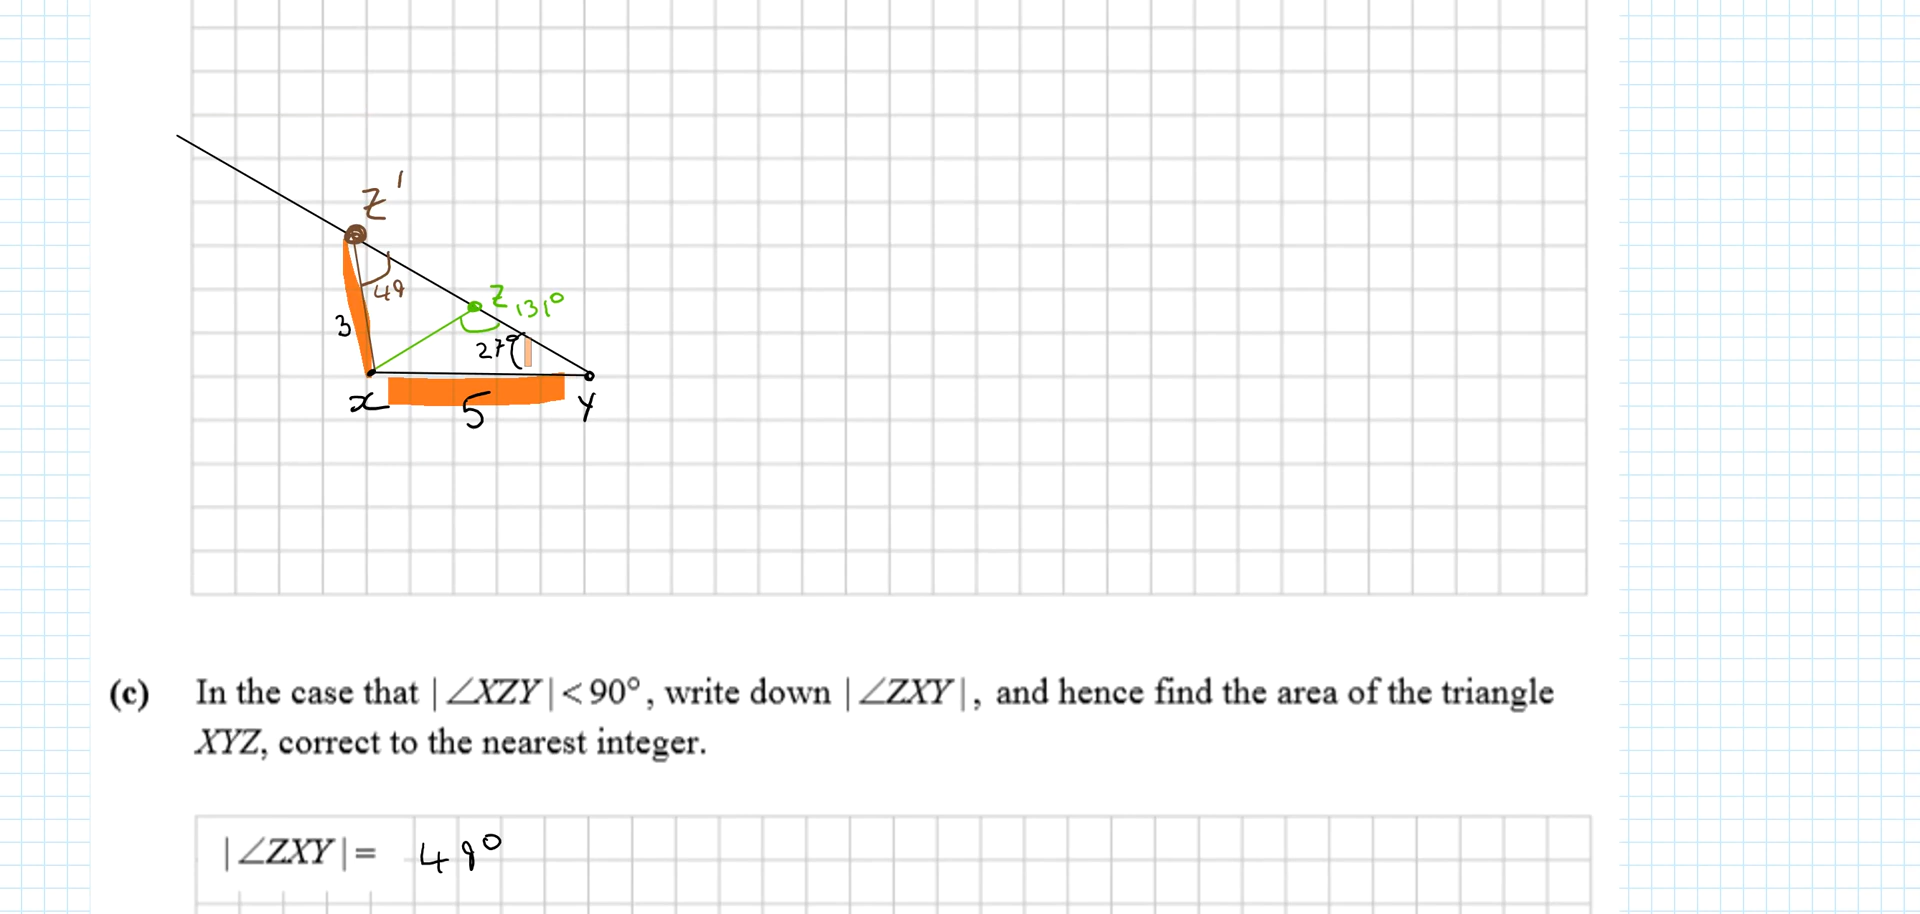 Z'
49
Z 131°
3
27°
x 5 Y
(c) In the case that |∠XZY| < 90°, write down |∠ZXY|, and hence find the area of the triangle
XYZ, correct to the nearest integer.
|∠ZXY| = 49°